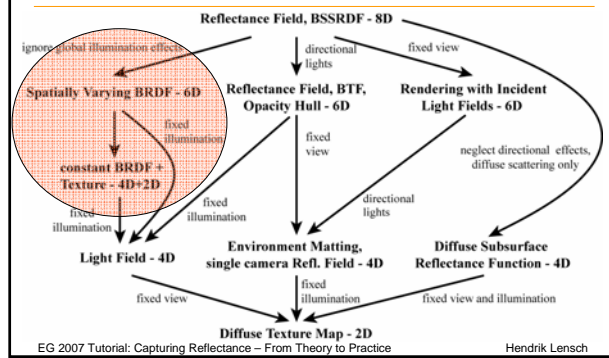 Reflectance Field, BSSRDF - 8D
ignore global illumination effects
directional
lights
fixed view
Spatially Varying BRDF - 6D
Reflectance Field, BTF,
Opacity Hull - 6D
Rendering with Incident
Light Fields - 6D
fixed
illumination
fixed
view
neglect directional effects,
diffuse scattering only
constant BRDF +
Texture - 4D+2D
fixed
illumination
fixed
illumination
directional
lights
Light Field - 4D
Environment Matting,
single camera Refl. Field - 4D
Diffuse Subsurface
Reflectance Function - 4D
fixed view
fixed
illumination
fixed view and illumination
Diffuse Texture Map - 2D
EG 2007 Tutorial: Capturing Reflectance – From Theory to Practice
Hendrik Lensch